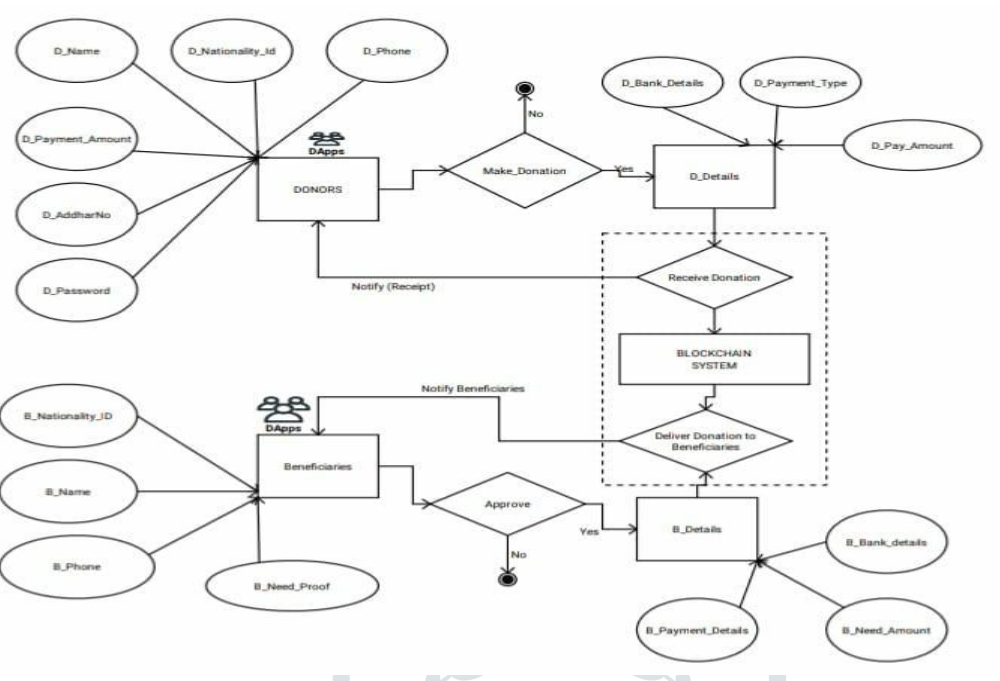 D_Name
D_Nationality_Id
D_Phone
D_Payment_Amount
D_AddharNo
D_Password
DApps
DONORS
Make_Donation
No
Yes
D_Bank_Details
D_Payment_Type
D_Pay_Amount
D_Details
Receive Donation
Notify (Receipt)
BLOCKCHAIN
SYSTEM
Notify Beneficiaries
Deliver Donation to
Beneficiaries
B_Nationality_ID
B_Name
B_Phone
B_Need_Proof
DApps
Beneficiaries
Approve
Yes
No
B_Details
B_Bank_details
B_Payment_Details
B_Need_Amount